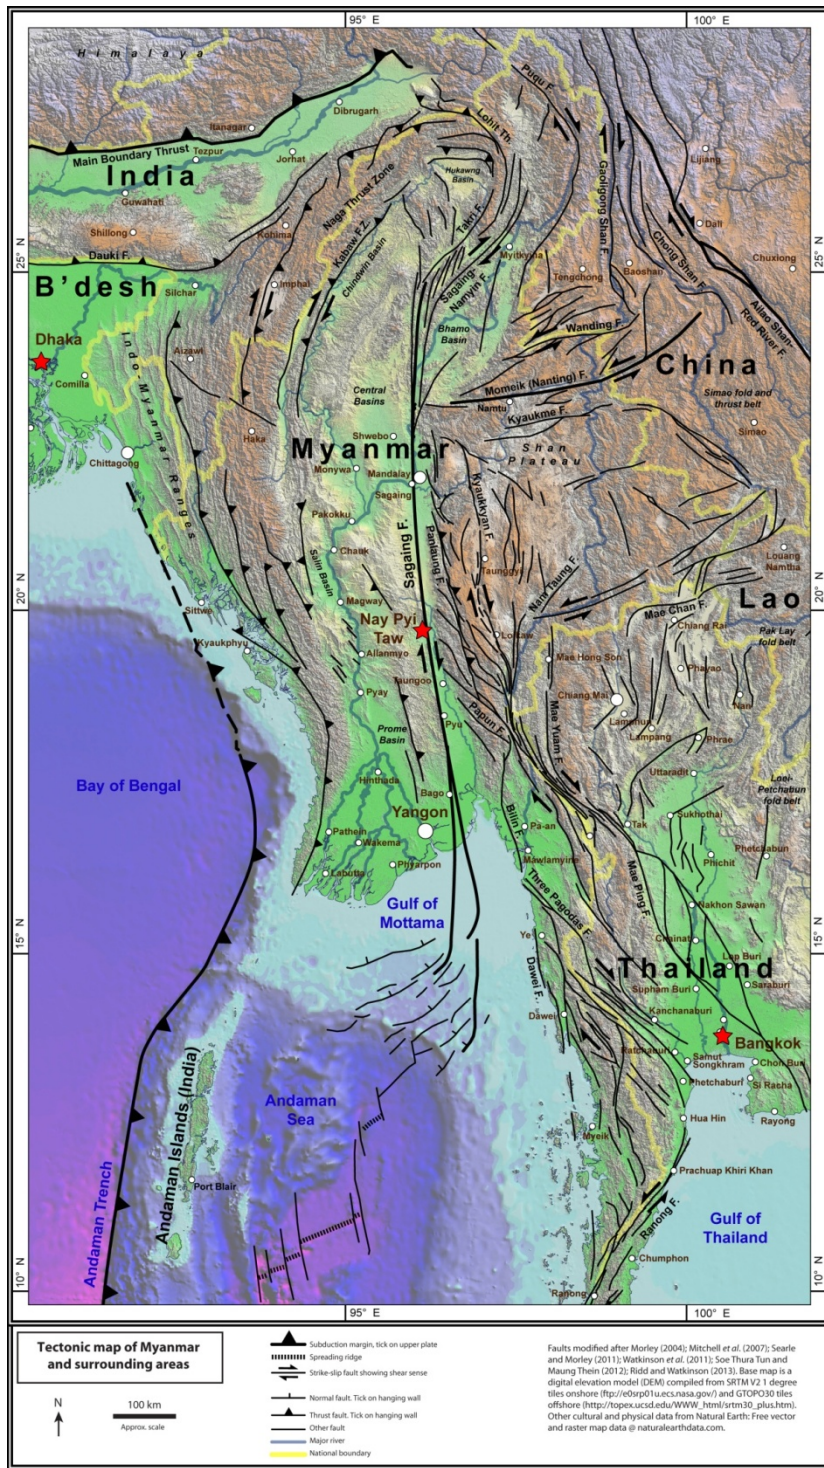 95° E
100° E
Himalaya
Puqu F.
Dibrugarh
Itanagar
Lohit Th.
Main Boundary Thrust
Tezpur
Jorhat
Lijiang
India
Hukawng
Basin
Naga Thrust Zone
Gaoligong Shan F.
Guwahati
Shillong
Kohima
Kabaw F.Z.
Taiki F.
Dali
25° N
25° N
Dauki F.
Chindwin Basin
Myitkyina
Chong Shan F.
Baoshan
Chuxiong
Tengchong
B'desh
Silchar
Imphal
Sagaing-
Namyin F.
Ailao Shan-
Red River F.
Wanding F.
Bhamo
Basin
Dhaka
Aizawl
China
Comilla
Indo-Myanmar Ranges
Central
Basins
Momeik (Nanting) F.
Simao fold and
thrust belt
Namtu
Kyaukme F.
Simao
Haka
Shwebo
Myanmar
Shan
Plateau
Chittagong
Monywa
Mandalay
Sagaing
Kyaukkyan F.
Pakokku
Panlaung F.
Sagaing F.
Chauk
Taunggyi
Louang
Namtha
Salin Basin
Nam Taung F.
20° N
20° N
Sittwe
Magway
Mae Chan F.
Lao
Nay Pyi
Taw
Chiang Rai
Loikaw
Pak Lay
fold belt
Kyaukphyu
Allanmyo
Mae Hong Son
Phayao
Taungoo
Chiang Mai
Nan
Pyay
Lamphun
Pyu
Papun F.
Mae Yuam F.
Lampang
Phrae
Prome
Basin
Bay of Bengal
Hinthada
Uttaradit
Loei-
Petchabun
fold belt
Bago
Yangon
Bilin F.
Pa-an
Tak
Sukhothai
Pathein
Wakema
Mawlamyine
Phichit
Phetchabun
Labutta
Phyarpon
Three Pagodas F.
Mae Ping F.
Gulf of
Mottama
Nakhon Sawan
Ye
Chainat
15° N
15° N
Lop Buri
Thailand
Dawei F.
Supham Buri
Saraburi
Dawei
Kanchanaburi
Bangkok
Ratchaburi
Samut
Songkhram
Chon Buri
Phetchaburi
Si Racha
Andaman Islands (India)
Andaman
Sea
Myeik
Hua Hin
Rayong
Andaman Trench
Port Blair
Prachuap Khiri Khan
Ranong F.
Gulf of
Thailand
Chumphon
10° N
10° N
Ranong
95° E
100° E
Tectonic map of Myanmar
and surrounding areas
N
100 km
Approx. scale
Subduction margin, tick on upper plate
Spreading ridge
Strike-slip fault showing shear sense
Normal fault. Tick on hanging wall
Thrust fault. Tick on hanging wall
Other fault
Major river
National boundary
Faults modified after Morley (2004); Mitchell et al. (2007); Searle
and Morley (2011); Watkinson et al. (2011); Soe Thura Tun and
Maung Thein (2012); Ridd and Watkinson (2013). Base map is a
digital elevation model (DEM) compiled from SRTM V2 1 degree
tiles onshore (ftp://e0srp01u.ecs.nasa.gov/) and GTOPO30 tiles
offshore (http://topex.ucsd.edu/WWW_html/srtm30_plus.htm).
Other cultural and physical data from Natural Earth: Free vector
and raster map data @ naturalearthdata.com.